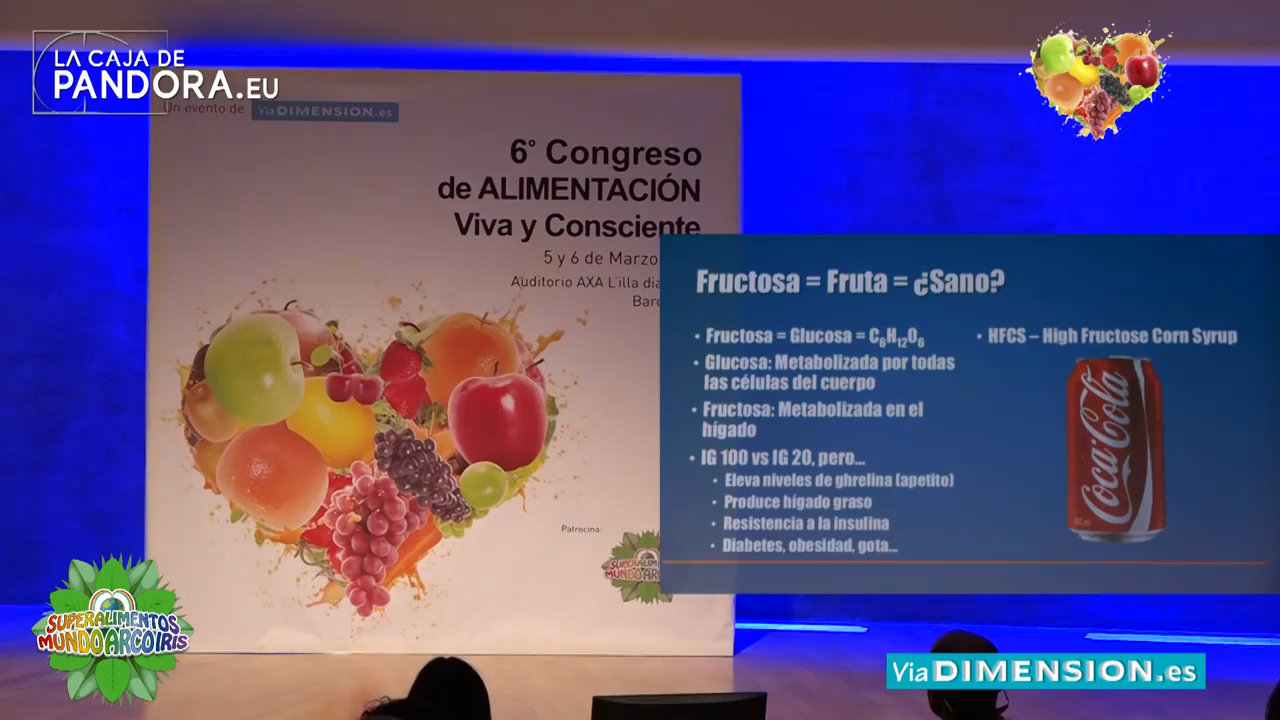 LA CAJA DE
PANDORA.EU
Un evento de ViaDIMENSION.es
6° Congreso
de ALIMENTACIÓN
Viva y Consciente
5 y 6 de Marzo
Auditorio AXA L'illa
Patrocina:
SUPERALIMENTOS
MUNDO ARCOIRIS
Fructosa = Fruta = ¿Sano?
• Fructosa = Glucosa = C₆H₁₂O₆
• Glucosa: Metabolizada por todas
las células del cuerpo
• Fructosa: Metabolizada en el
hígado
• IG 100 vs IG 20, pero...
• Eleva niveles de ghrelina (apetito)
• Produce hígado graso
• Resistencia a la insulina
• Diabetes, obesidad, gota...
• HFCS – High Fructose Corn Syrup
Coca-Cola
ViaDIMENSION.es